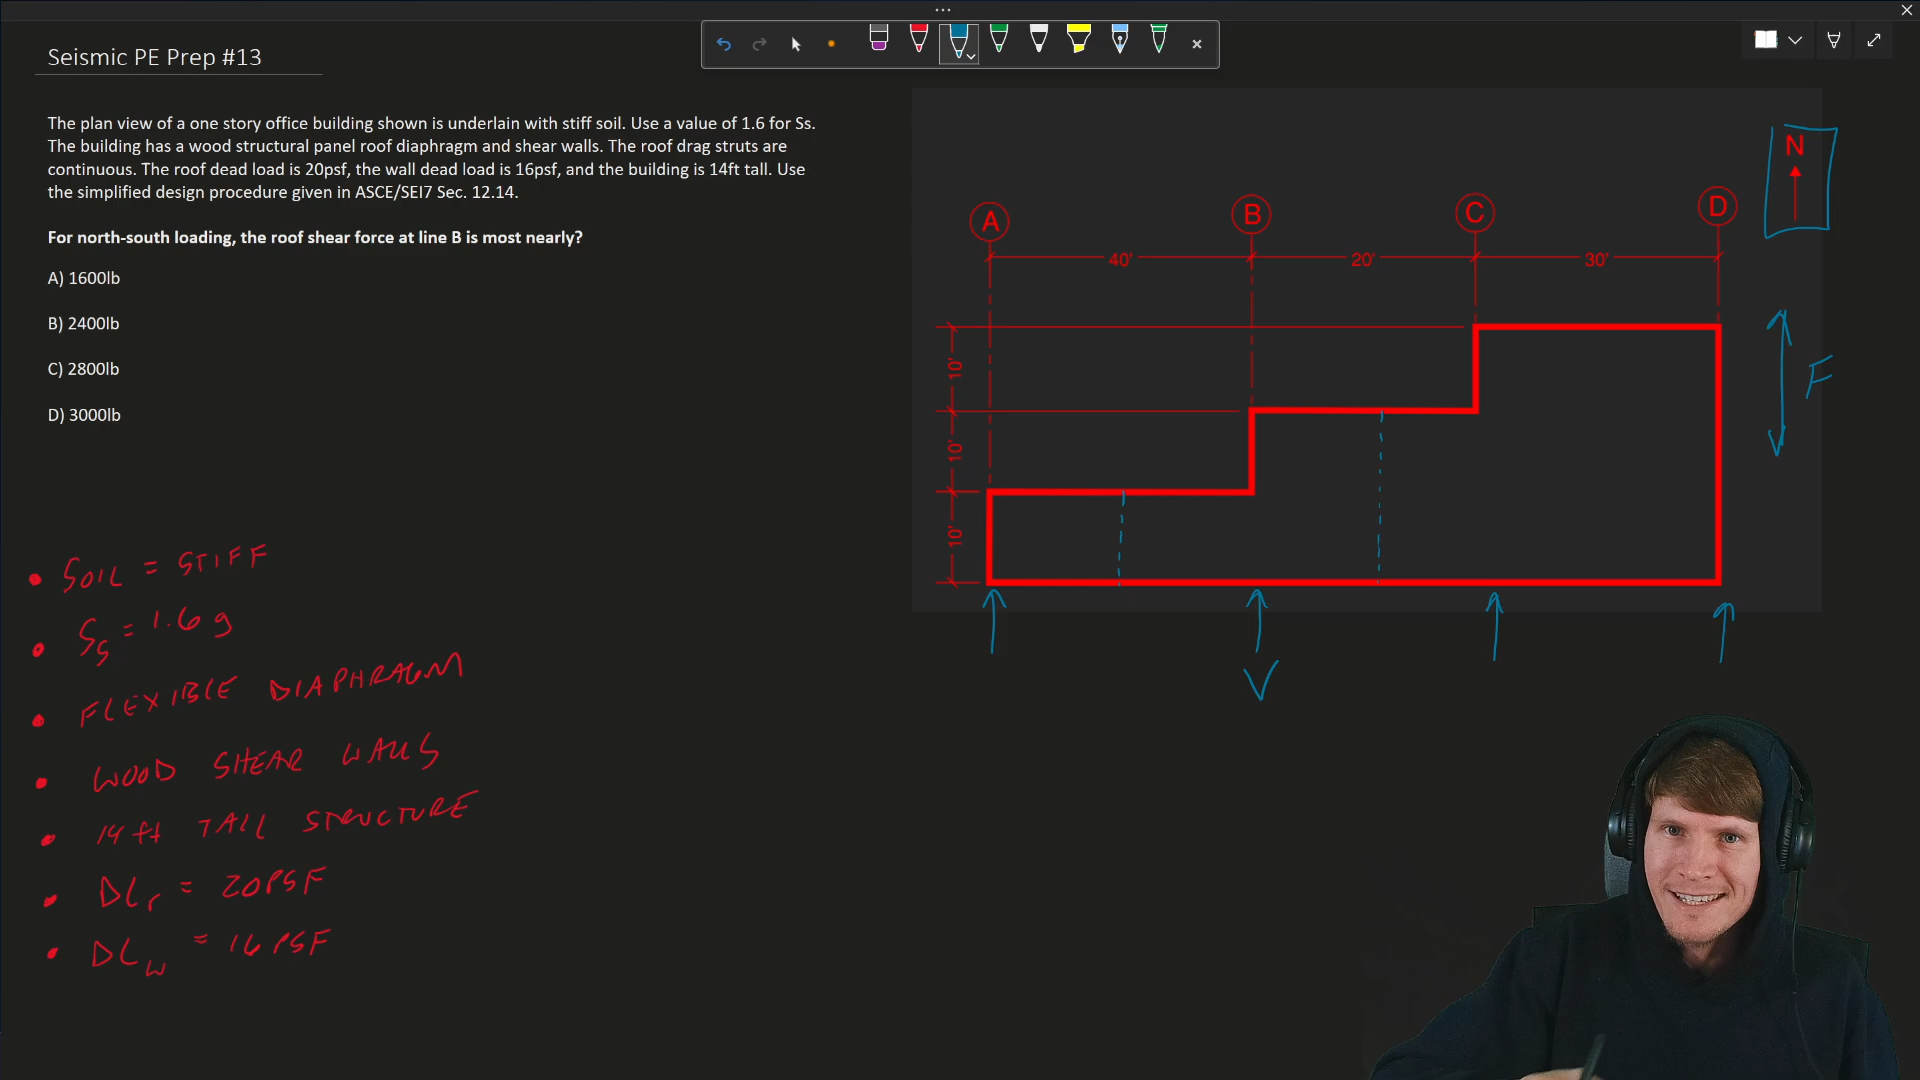 Seismic PE Prep #13
The plan view of a one story office building shown is underlain with stiff soil. Use a value of 1.6 for Ss.
The building has a wood structural panel roof diaphragm and shear walls. The roof drag struts are
continuous. The roof dead load is 20psf, the wall dead load is 16psf, and the building is 14ft tall. Use
the simplified design procedure given in ASCE/SEI7 Sec. 12.14.
For north-south loading, the roof shear force at line B is most nearly?
A) 1600lb
B) 2400lb
C) 2800lb
D) 3000lb
• SOIL = STIFF
• Ss = 1.6 g
• FLEXIBLE DIAPHRAGM
• WOOD SHEAR WALLS
• 14 ft TALL STRUCTURE
• DLr = 20PSF
• DLw = 16 PSF
N
A B C D
40' 20' 30'
10'
10'
10'
F
V